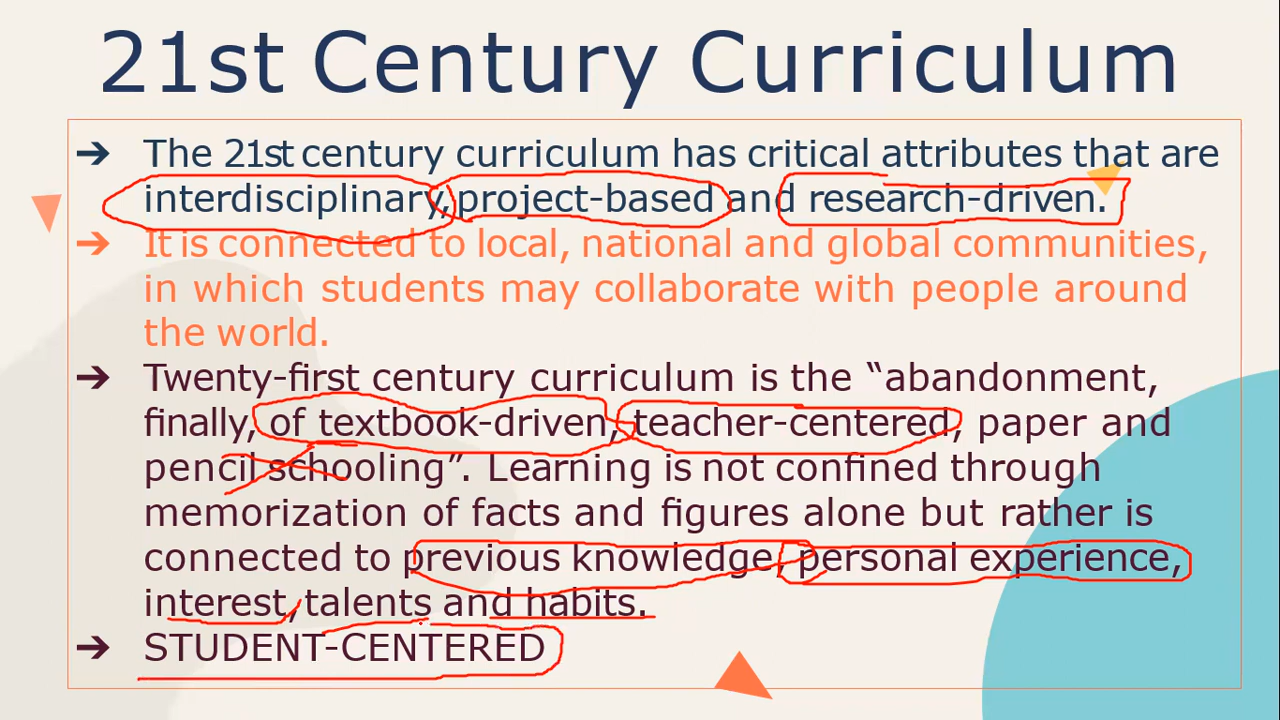 21st Century Curriculum
➔ The 21st century curriculum has critical attributes that are
interdisciplinary, project-based and research-driven.
➔ It is connected to local, national and global communities,
in which students may collaborate with people around
the world.
➔ Twenty-first century curriculum is the “abandonment,
finally, of textbook-driven, teacher-centered, paper and
pencil schooling”. Learning is not confined through
memorization of facts and figures alone but rather is
connected to previous knowledge, personal experience,
interest, talents and habits.
➔ STUDENT-CENTERED